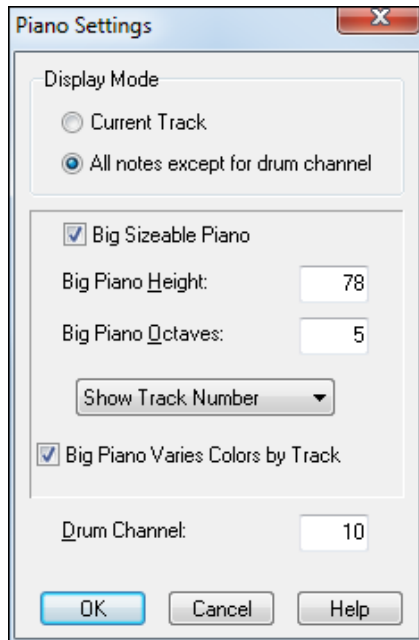 Piano Settings
Display Mode
Current Track
All notes except for drum channel
Big Sizeable Piano
Big Piano Height: 78
Big Piano Octaves: 5
Show Track Number
Big Piano Varies Colors by Track
Drum Channel: 10
OK Cancel Help